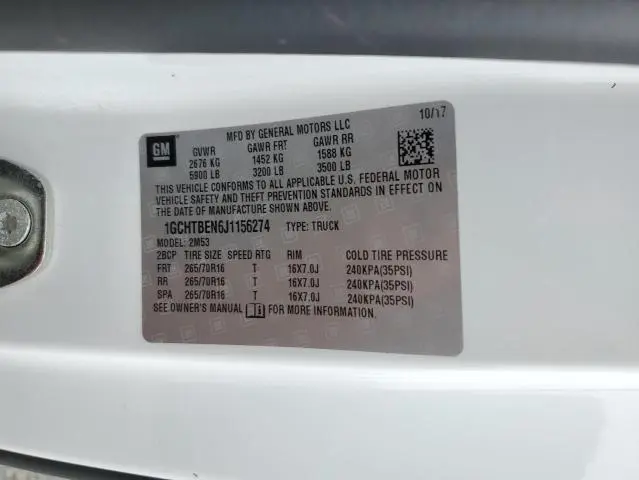 10/17
GM
MFD BY GENERAL MOTORS LLC
GVWR GAWR FRT GAWR RR
2676 KG 1452 KG 1588 KG
5900 LB 3200 LB 3500 LB
THIS VEHICLE CONFORMS TO ALL APPLICABLE U.S. FEDERAL MOTOR
VEHICLE SAFETY AND THEFT PREVENTION STANDARDS IN EFFECT ON
THE DATE OF MANUFACTURE SHOWN ABOVE.
1GCHTBEN6J1156274 TYPE: TRUCK
MODEL: 2M53
2BCP TIRE SIZE SPEED RTG RIM COLD TIRE PRESSURE
FRT 265/70R16 T 16X7.0J 240KPA(35PSI)
RR 265/70R16 T 16X7.0J 240KPA(35PSI)
SPA 265/70R16 T 16X7.0J 240KPA(35PSI)
SEE OWNER'S MANUAL FOR MORE INFORMATION.